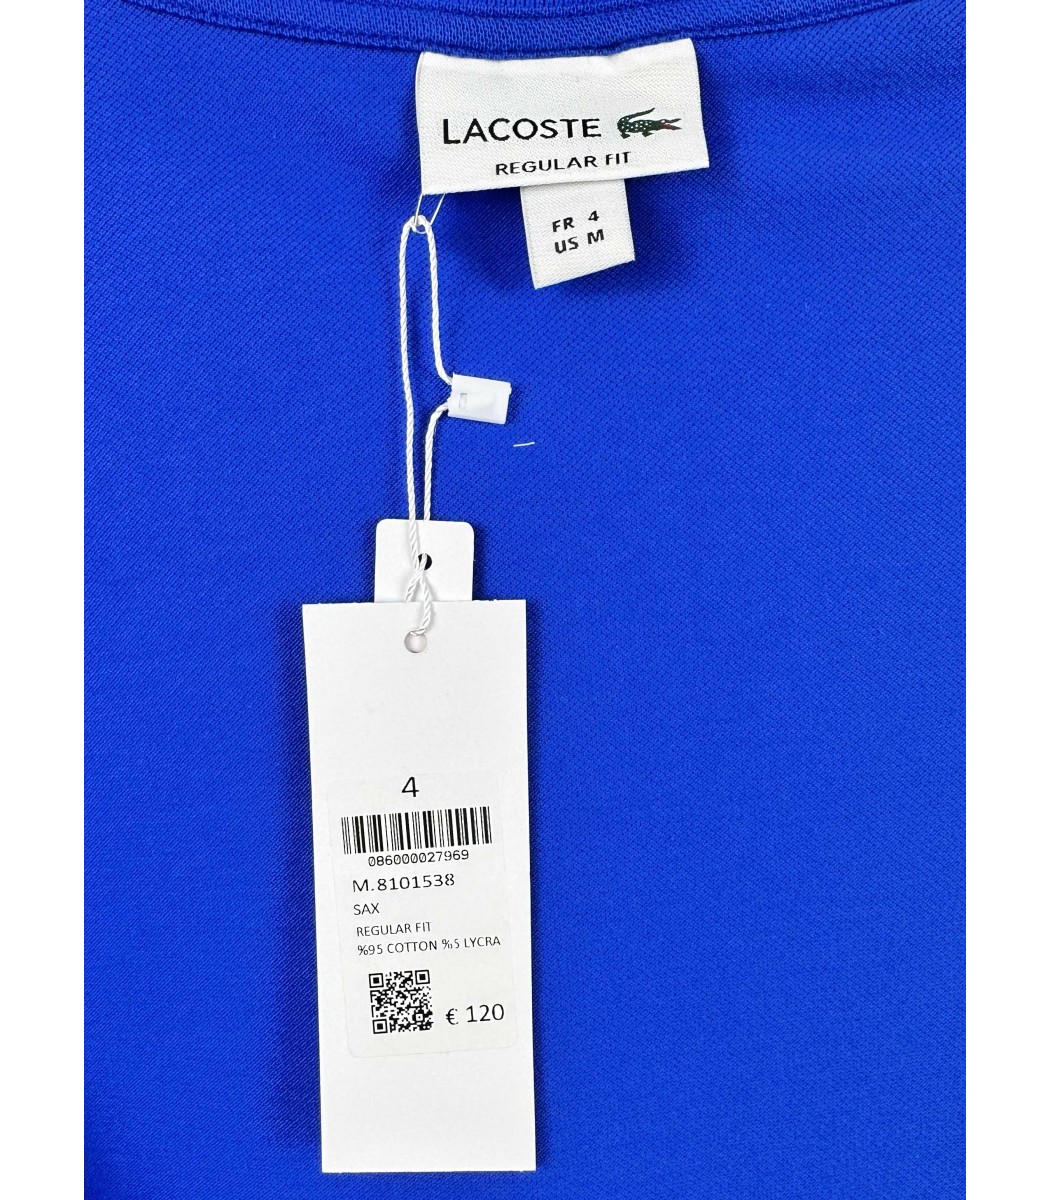 LACOSTE
REGULAR FIT
FR 4
US M
4
086000027969
M.8101538
SAX
REGULAR FIT
%95 COTTON %5 LYCRA
€ 120